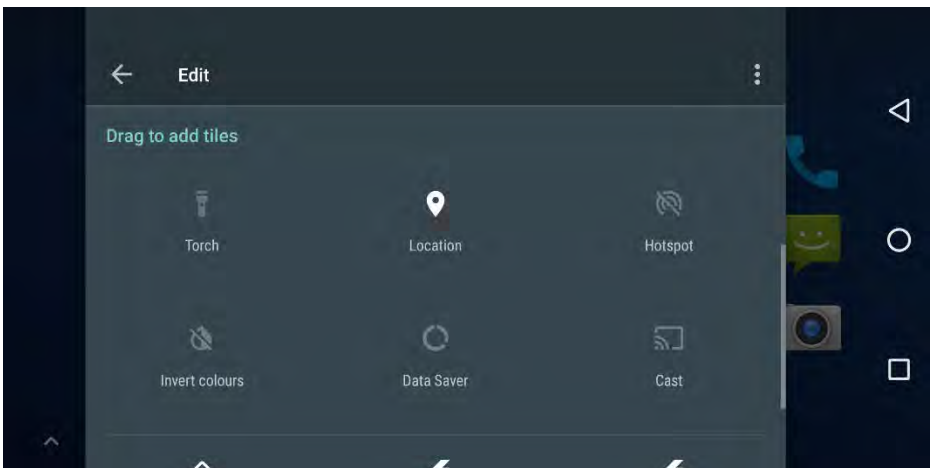 Edit
Drag to add tiles
Torch
Location
Hotspot
Invert colours
Data Saver
Cast